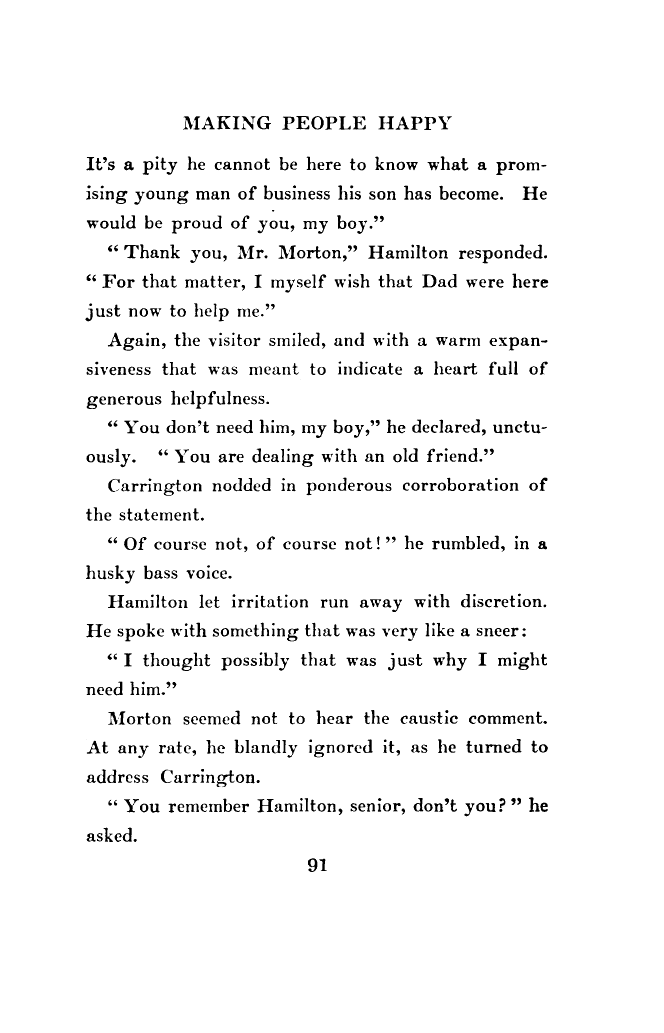 MAKING PEOPLE HAPPY
It's a pity he cannot be here to know what a prom-
ising young man of business his son has become. He
would be proud of you, my boy.”
“ Thank you, Mr. Morton,” Hamilton responded.
“ For that matter, I myself wish that Dad were here
just now to help me.”
Again, the visitor smiled, and with a warm expan-
siveness that was meant to indicate a heart full of
generous helpfulness.
“ You don't need him, my boy,” he declared, unctu-
ously. “ You are dealing with an old friend.”
Carrington nodded in ponderous corroboration of
the statement.
“ Of course not, of course not! ” he rumbled, in a
husky bass voice.
Hamilton let irritation run away with discretion.
He spoke with something that was very like a sneer:
“ I thought possibly that was just why I might
need him.”
Morton seemed not to hear the caustic comment.
At any rate, he blandly ignored it, as he turned to
address Carrington.
“ You remember Hamilton, senior, don't you? ” he
asked.
91